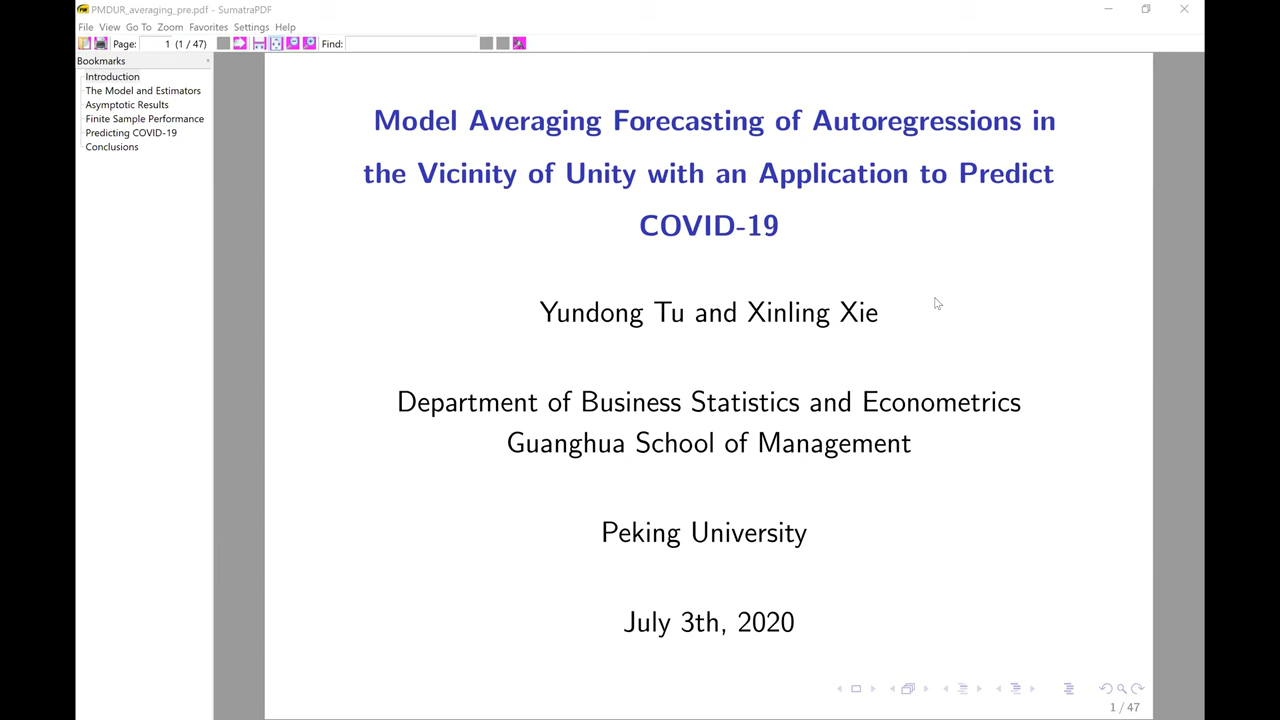 PMDUR_averaging_pre.pdf - SumatraPDF
File View Go To Zoom Favorites Settings Help
Page: 1 (1 / 47) Find:
Bookmarks
Introduction
The Model and Estimators
Asymptotic Results
Finite Sample Performance
Predicting COVID-19
Conclusions
Model Averaging Forecasting of Autoregressions in
the Vicinity of Unity with an Application to Predict
COVID-19
Yundong Tu and Xinling Xie
Department of Business Statistics and Econometrics
Guanghua School of Management
Peking University
July 3th, 2020
1 / 47